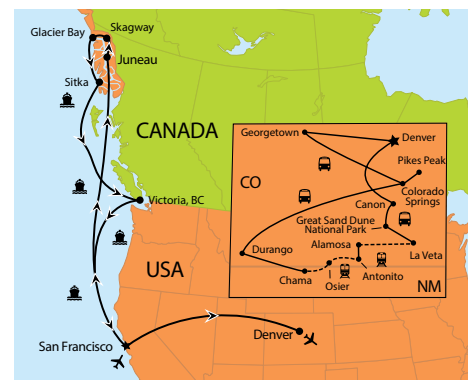 Glacier Bay
Skagway
Juneau
Sitka
CANADA
Victoria, BC
USA
San Francisco
Denver
Georgetown
Denver
Pikes Peak
CO
Colorado
Springs
Canon
Great Sand Dune
National Park
Alamosa
La Veta
Durango
Chama
Osier
Antonito
NM